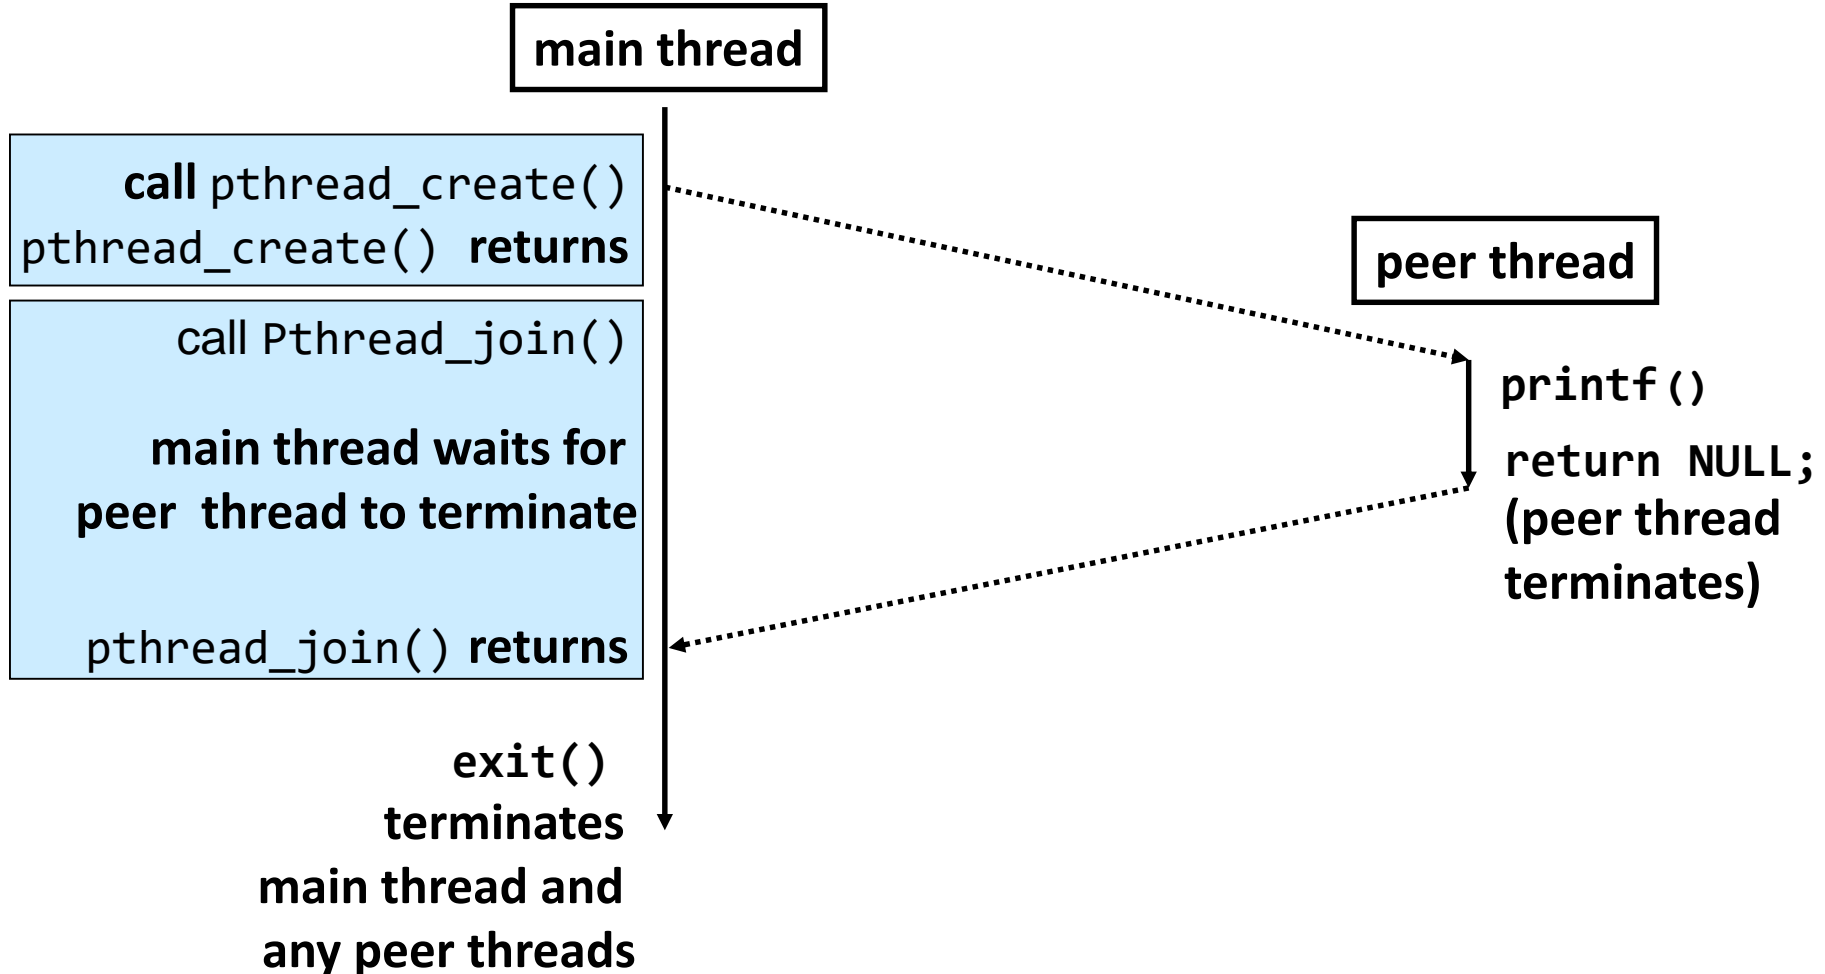 main thread
call pthread_create()
pthread_create() returns
call Pthread_join()
main thread waits for
peer thread to terminate
pthread_join() returns
exit()
terminates
main thread and
any peer threads
peer thread
printf()
return NULL;
(peer thread
terminates)